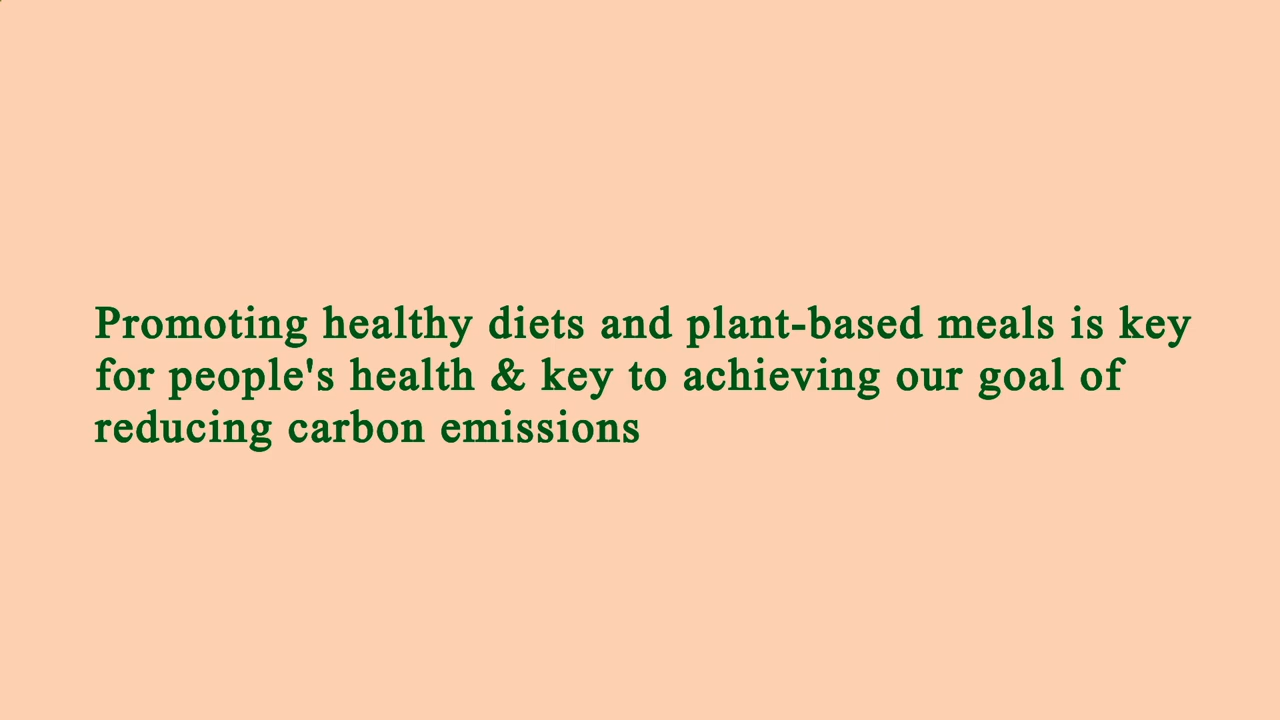 Promoting healthy diets and plant-based meals is key
for people's health & key to achieving our goal of
reducing carbon emissions